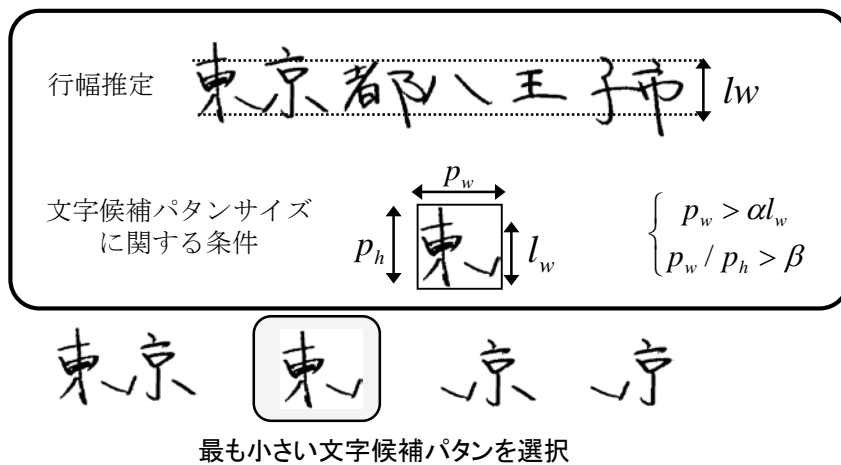 行幅推定
東京都八王子市
lw
文字候補パタンサイズ
に関する条件
p_w
p_h
東
l_w
p_w > αl_w
p_w / p_h > β
東京
東
京
京
最も小さい文字候補パタンを選択